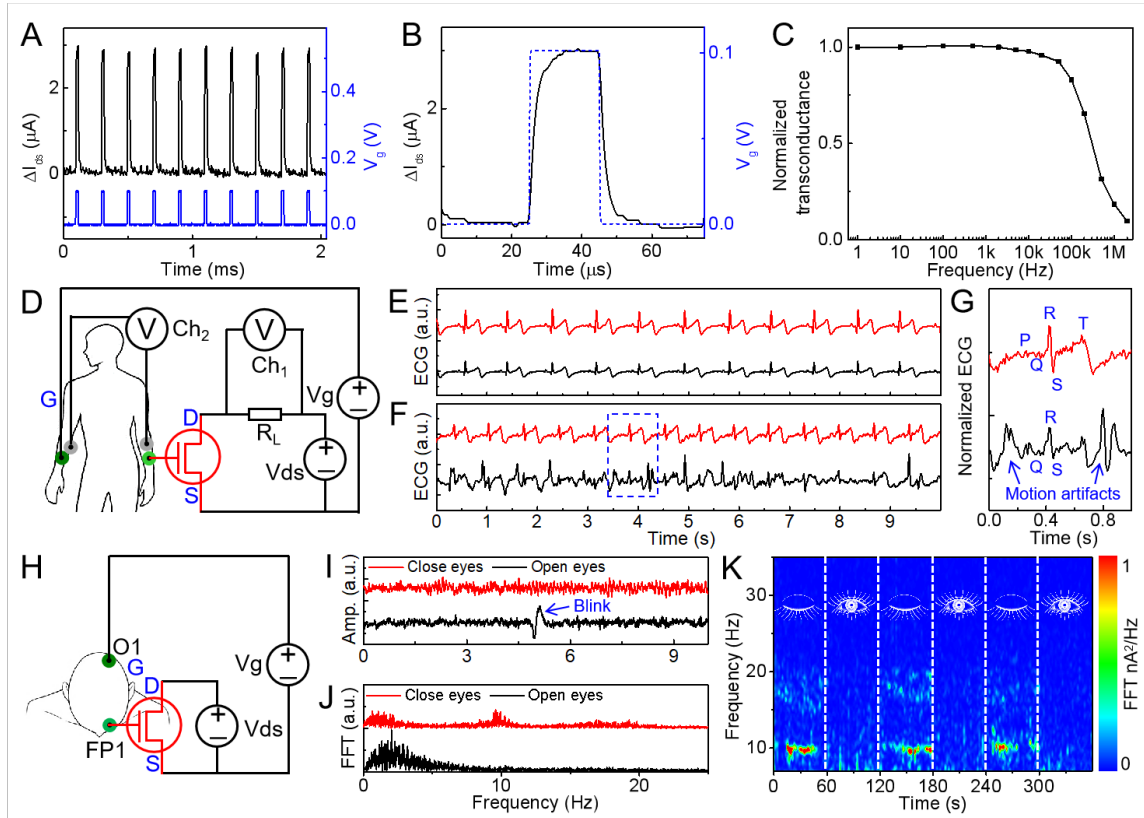 A
ΔI_ds (μA)
2
0
0.4
0.2
0.0
V_g (V)
0
1
2
Time (ms)
B
ΔI_ds (μA)
2
0
0.1
0.0
V_g (V)
0
20
40
60
Time (μs)
C
Normalized
transconductance
1.0
0.5
0.0
1
10
100
1k
10k
100k
1M
Frequency (Hz)
D
V
Ch₂
V
Ch₁
G
D
R_L
Vg
Vds
S
E
ECG (a.u.)
F
ECG (a.u.)
0
1
2
3
4
5
6
7
8
9
10
Time (s)
G
Normalized ECG
R
P
T
Q
S
R
Q
S
Motion artifacts
0.0
0.4
0.8
Time (s)
H
O1
G
D
Vg
Vds
FP1
S
I
Close eyes
Open eyes
Amp. (a.u.)
Blink
0
5
10
J
Close eyes
Open eyes
FFT (a.u.)
0
10
20
Frequency (Hz)
K
Frequency (Hz)
30
20
10
0
60
120
180
240
300
Time (s)
1
0
FFT nA²/Hz